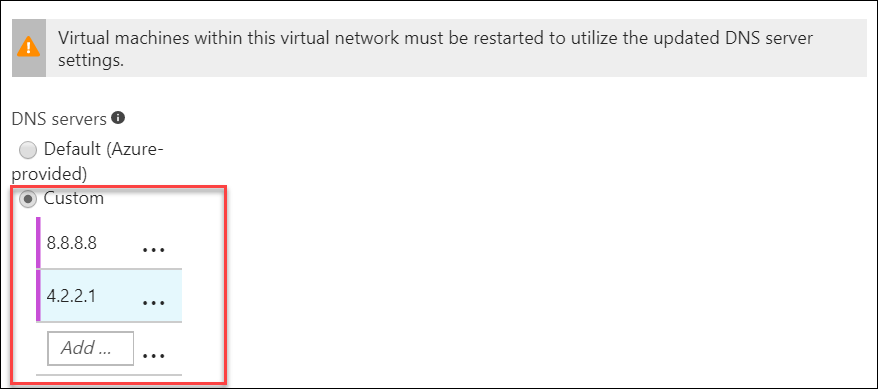 Virtual machines within this virtual network must be restarted to utilize the updated DNS server
settings.
DNS servers
Default (Azure-
provided)
Custom
8.8.8.8 ...
4.2.2.1 ...
Add ... ...